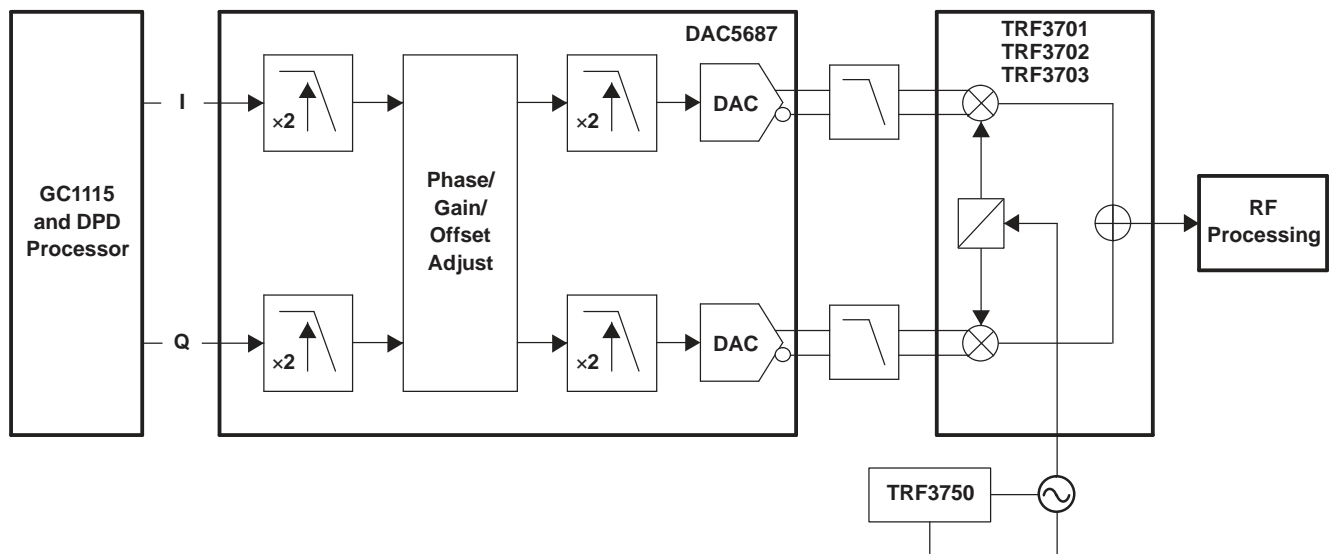 DAC5687
TRF3701
TRF3702
TRF3703
I
×2
×2
DAC
GC1115
and DPD
Processor
Phase/
Gain/
Offset
Adjust
RF
Processing
Q
×2
×2
DAC
TRF3750